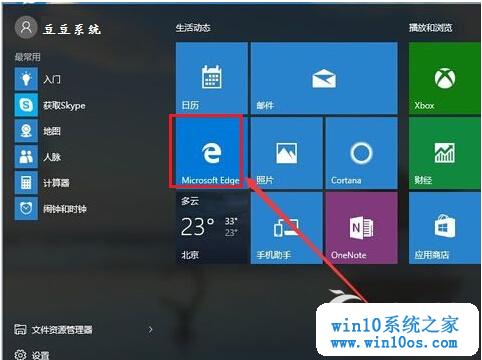 豆豆系统
生活动态
播放和浏览
最常用
入门
获取Skype
地图
人脉
计算器
闹钟和时钟
日历
邮件
Xbox
Microsoft Edge
照片
Cortana
财经
多云
23°
33°
23°
北京
手机助手
OneNote
应用商店
文件资源管理器
设置
win10系统之家
www.win10os.com